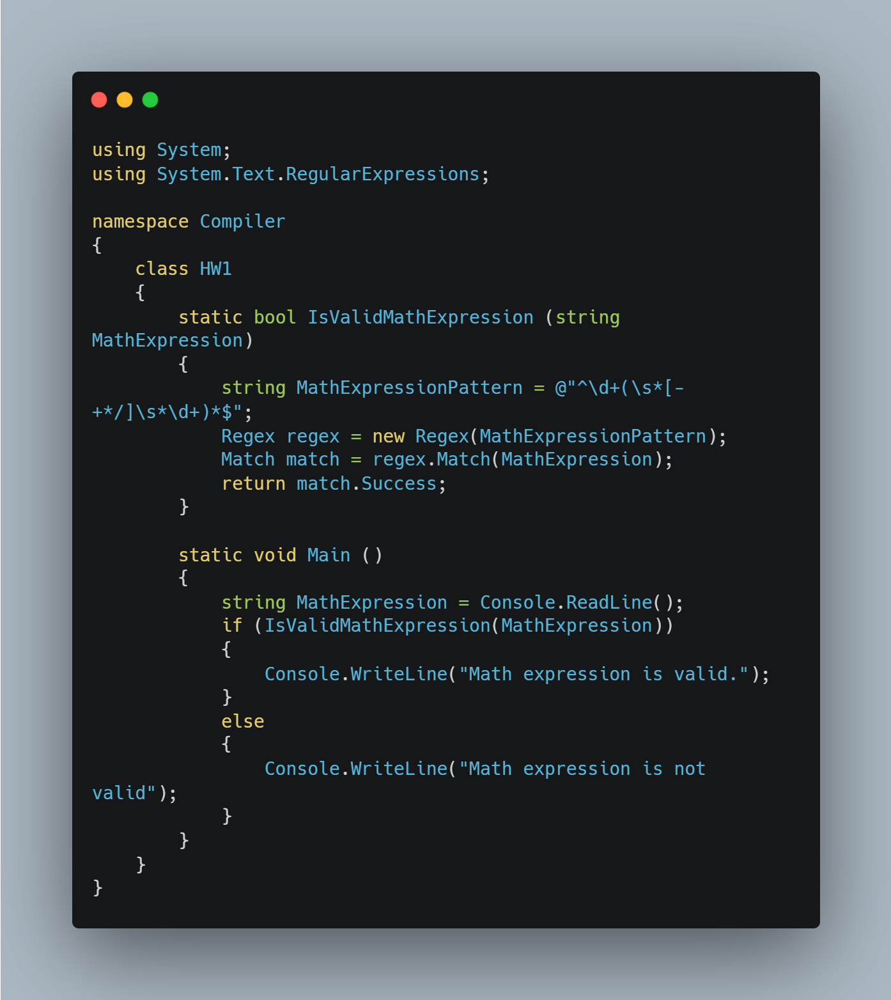 using System;
using System.Text.RegularExpressions;

namespace Compiler
{
    class HW1
    {
        static bool IsValidMathExpression (string
MathExpression)
        {
            string MathExpressionPattern = @"^\d+(\s*[-
+*/]\s*\d+)*$";
            Regex regex = new Regex(MathExpressionPattern);
            Match match = regex.Match(MathExpression);
            return match.Success;
        }

        static void Main ()
        {
            string MathExpression = Console.ReadLine();
            if (IsValidMathExpression(MathExpression))
            {
                Console.WriteLine("Math expression is valid.");
            }
            else
            {
                Console.WriteLine("Math expression is not
valid");
            }
        }
    }
}